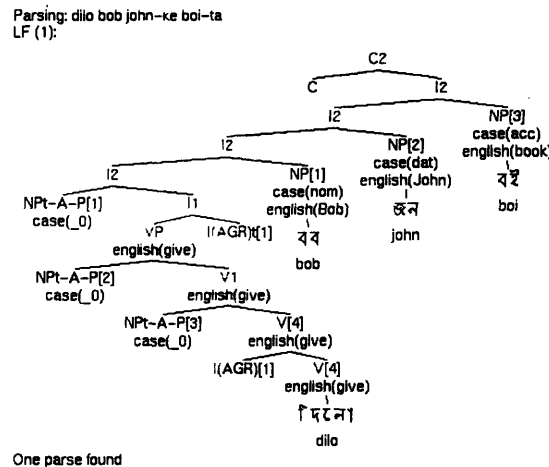 Parsing: dilo bob john-ke boi-ta
LF (1):
C2
C I2
I2 NP[3]
case(acc)
english(book)
বই
boi
I2 NP[2]
case(dat)
english(John)
জন
john
I2 NP[1]
case(nom)
english(Bob)
বব
bob
NPt-A-P[1] I1
case(_0)
VP I(AGR)t[1]
english(give)
NPt-A-P[2] V1
case(_0) english(give)
NPt-A-P[3] V[4]
case(_0) english(give)
I(AGR)[1] V[4]
english(give)
দিলো
dilo
One parse found